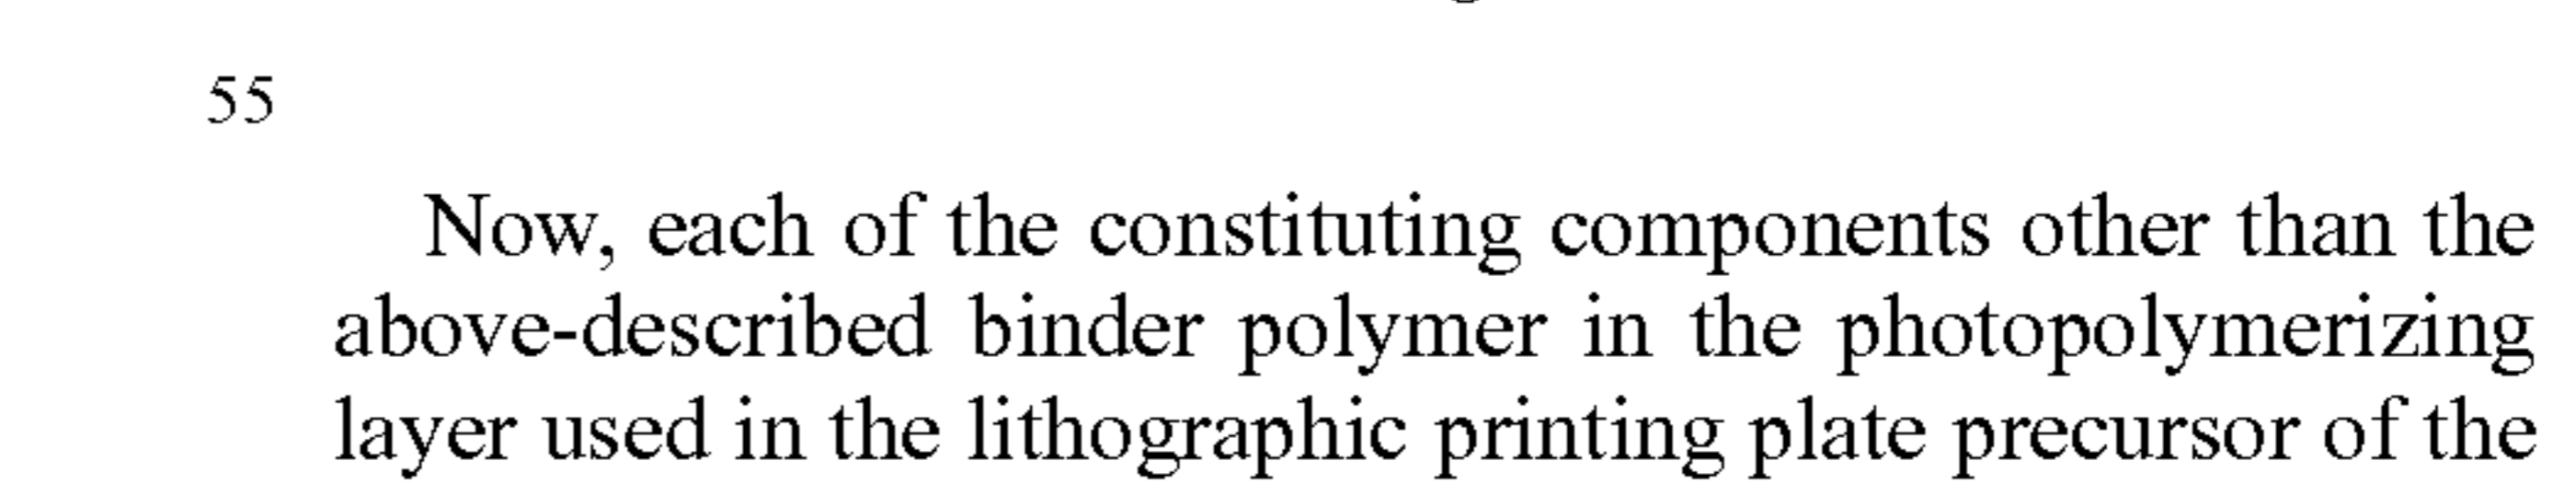 55
Now, each of the constituting components other than the
above-described binder polymer in the photopolymerizing
layer used in the lithographic printing plate precursor of the